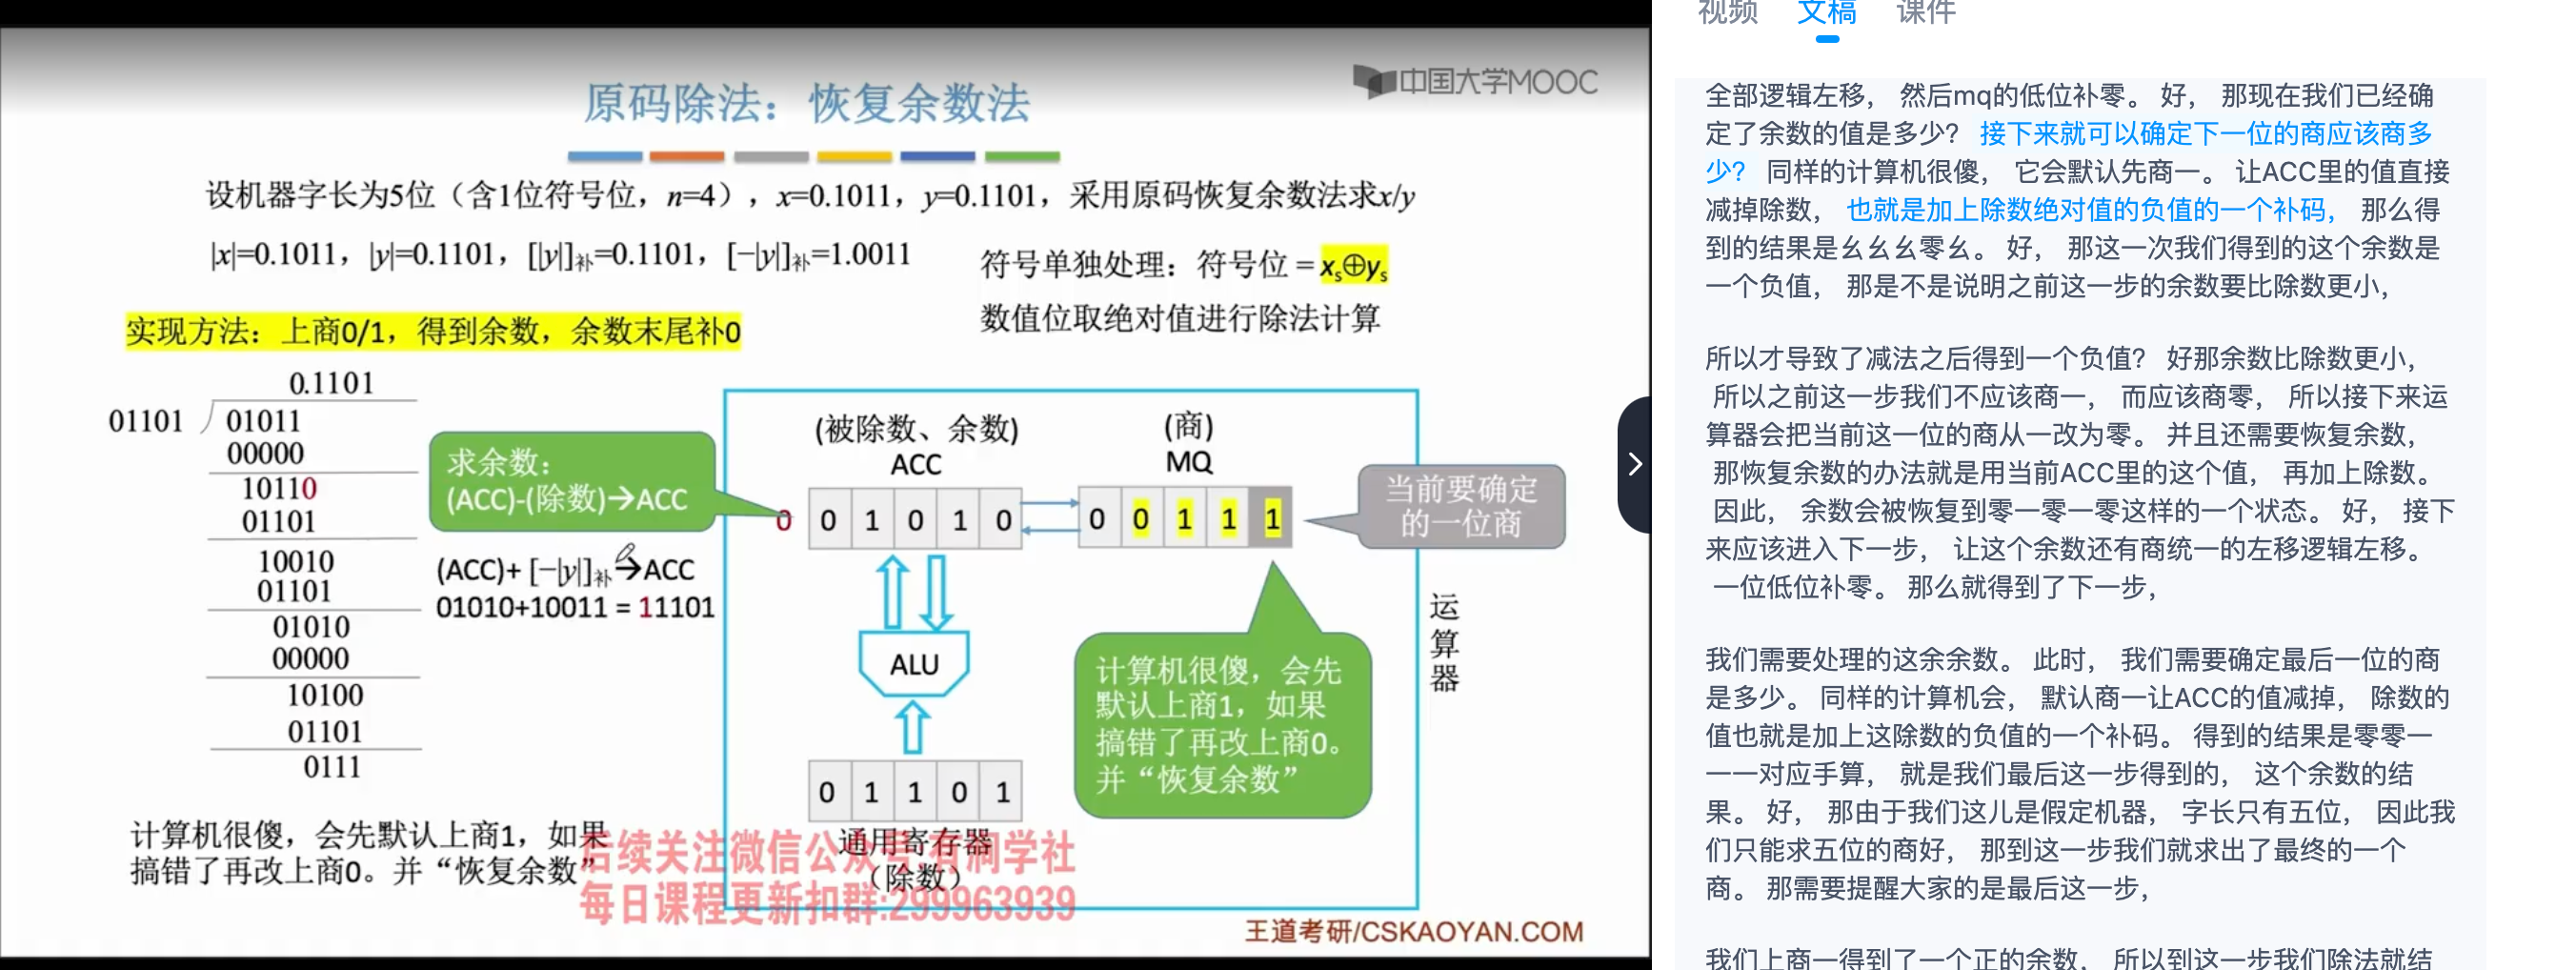 中国大学MOOC
原码除法：恢复余数法
设机器字长为5位（含1位符号位，n=4），x=0.1011，y=0.1101，采用原码恢复余数法求x/y
|x|=0.1011，|y|=0.1101，[|y|]补=0.1101，[−|y|]补=1.0011
符号单独处理：符号位 = xs⊕ys
数值位取绝对值进行除法计算
实现方法：上商0/1，得到余数，余数末尾补0
0.1101
01101
01011
00000
10110
01101
10010
01101
01010
00000
10100
01101
0111
求余数：
(ACC)-(除数)→ACC
(ACC)+ [−|y|]补→ACC
01010+10011 = 11101
(被除数、余数)
ACC
(商)
MQ
0
0 1 0 1 0
0 0 1 1 1
当前要确定
的一位商
ALU
0 1 1 0 1
通用寄存器
（除数）
计算机很傻，会先
默认上商1，如果
搞错了再改上商0。
并“恢复余数”
运
算
器
计算机很傻，会先默认上商1，如果
搞错了再改上商0。并“恢复余数”
后续关注微信公众号:有涧学社
每日课程更新扣群:299963939
王道考研/CSKAOYAN.COM
视频 文稿 课件
全部逻辑左移， 然后mq的低位补零。 好， 那现在我们已经确
定了余数的值是多少？ 接下来就可以确定下一位的商应该商多
少？ 同样的计算机很傻， 它会默认先商一。 让ACC里的值直接
减掉除数， 也就是加上除数绝对值的负值的一个补码， 那么得
到的结果是幺幺幺零幺。 好， 那这一次我们得到的这个余数是
一个负值， 那是不是说明之前这一步的余数要比除数更小，
所以才导致了减法之后得到一个负值？ 好那余数比除数更小，
所以之前这一步我们不应该商一， 而应该商零， 所以接下来运
算器会把当前这一位的商从一改为零。 并且还需要恢复余数，
那恢复余数的办法就是用当前ACC里的这个值， 再加上除数。
因此， 余数会被恢复到零一零一零这样的一个状态。 好， 接下
来应该进入下一步， 让这个余数还有商统一的左移逻辑左移。
一位低位补零。 那么就得到了下一步，
我们需要处理的这余余数。 此时， 我们需要确定最后一位的商
是多少。 同样的计算机会， 默认商一让ACC的值减掉， 除数的
值也就是加上这除数的负值的一个补码。 得到的结果是零零一
一一对应手算， 就是我们最后这一步得到的， 这个余数的结
果。 好， 那由于我们这儿是假定机器， 字长只有五位， 因此我
们只能求五位的商好， 那到这一步我们就求出了最终的一个
商。 那需要提醒大家的是最后这一步，
我们上商一得到了一个正的余数， 所以到这一步我们除法就结